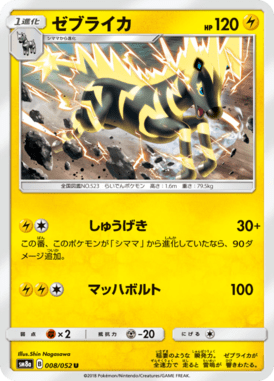 1進化
ゼブライカ
HP 120
シママから進化
全国図鑑NO.523 らいでんポケモン 高さ:1.6m 重さ:79.5kg
しゅうげき 30+
この番、このポケモンが「シママ」から進化していたなら、90ダ
メージ追加。
マッハボルト 100
弱点 ×2 抵抗力 -20 にげる
Illus.Shin Nagasawa
稲妻のような 瞬発力。ゼブライカが
全速力で 走ると 雷鳴が 響きわたる。
SM8a 008/052 U
©2018 Pokémon/Nintendo/Creatures/GAME FREAK.